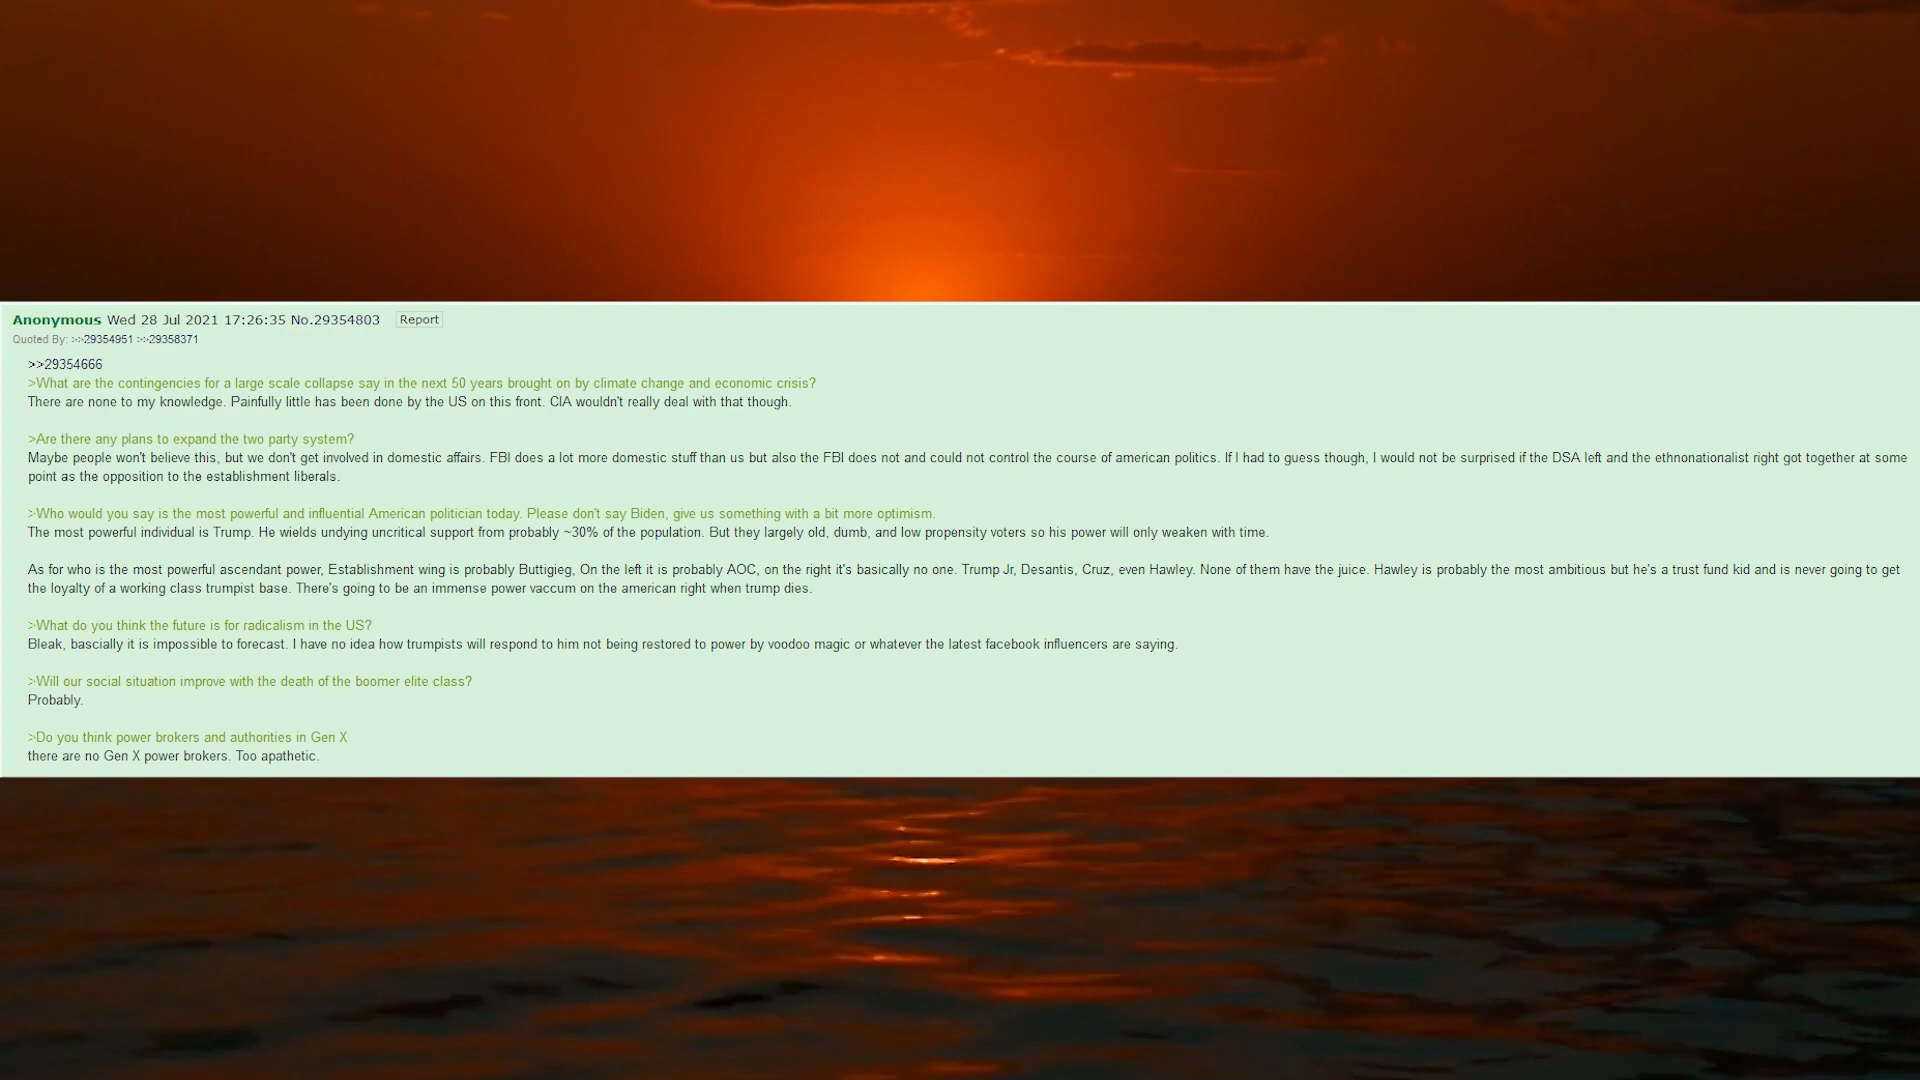 Anonymous Wed 28 Jul 2021 17:26:35 No.29354803 Report
Quoted By: >>29354951 >>29358371
>>29354666
>What are the contingencies for a large scale collapse say in the next 50 years brought on by climate change and economic crisis?
There are none to my knowledge. Painfully little has been done by the US on this front. CIA wouldn't really deal with that though.
>Are there any plans to expand the two party system?
Maybe people won't believe this, but we don't get involved in domestic affairs. FBI does a lot more domestic stuff than us but also the FBI does not and could not control the course of american politics. If I had to guess though, I would not be surprised if the DSA left and the ethnonationalist right got together at some
point as the opposition to the establishment liberals.
>Who would you say is the most powerful and influential American politician today. Please don't say Biden, give us something with a bit more optimism.
The most powerful individual is Trump. He wields undying uncritical support from probably ~30% of the population. But they largely old, dumb, and low propensity voters so his power will only weaken with time.
As for who is the most powerful ascendant power, Establishment wing is probably Buttigieg, On the left it is probably AOC, on the right it's basically no one. Trump Jr, Desantis, Cruz, even Hawley. None of them have the juice. Hawley is probably the most ambitious but he's a trust fund kid and is never going to get
the loyalty of a working class trumpist base. There's going to be an immense power vaccum on the american right when trump dies.
>What do you think the future is for radicalism in the US?
Bleak, bascially it is impossible to forecast. I have no idea how trumpists will respond to him not being restored to power by voodoo magic or whatever the latest facebook influencers are saying.
>Will our social situation improve with the death of the boomer elite class?
Probably.
>Do you think power brokers and authorities in Gen X
there are no Gen X power brokers. Too apathetic.